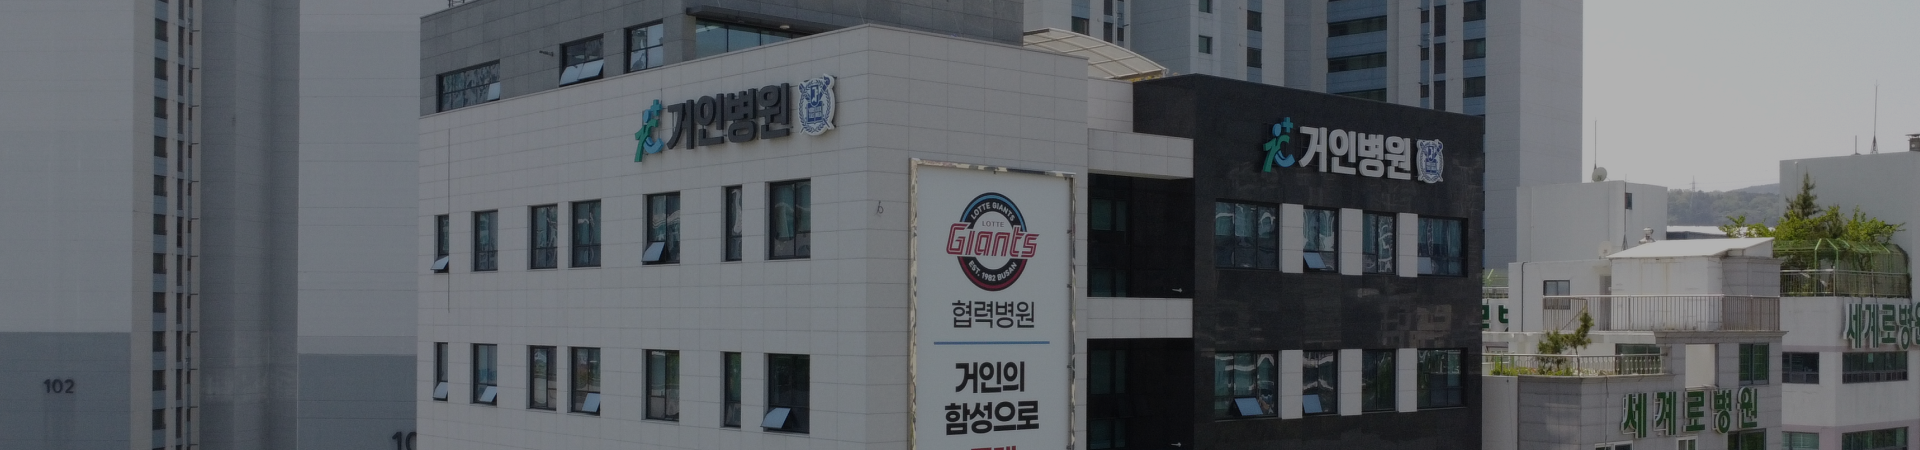 거인병원
거인병원
LOTTE GIANTS
LOTTE
Giants
EST. 1982 BUSAN
협력병원
거인의
함성으로
102
세계로병원
세계로병원